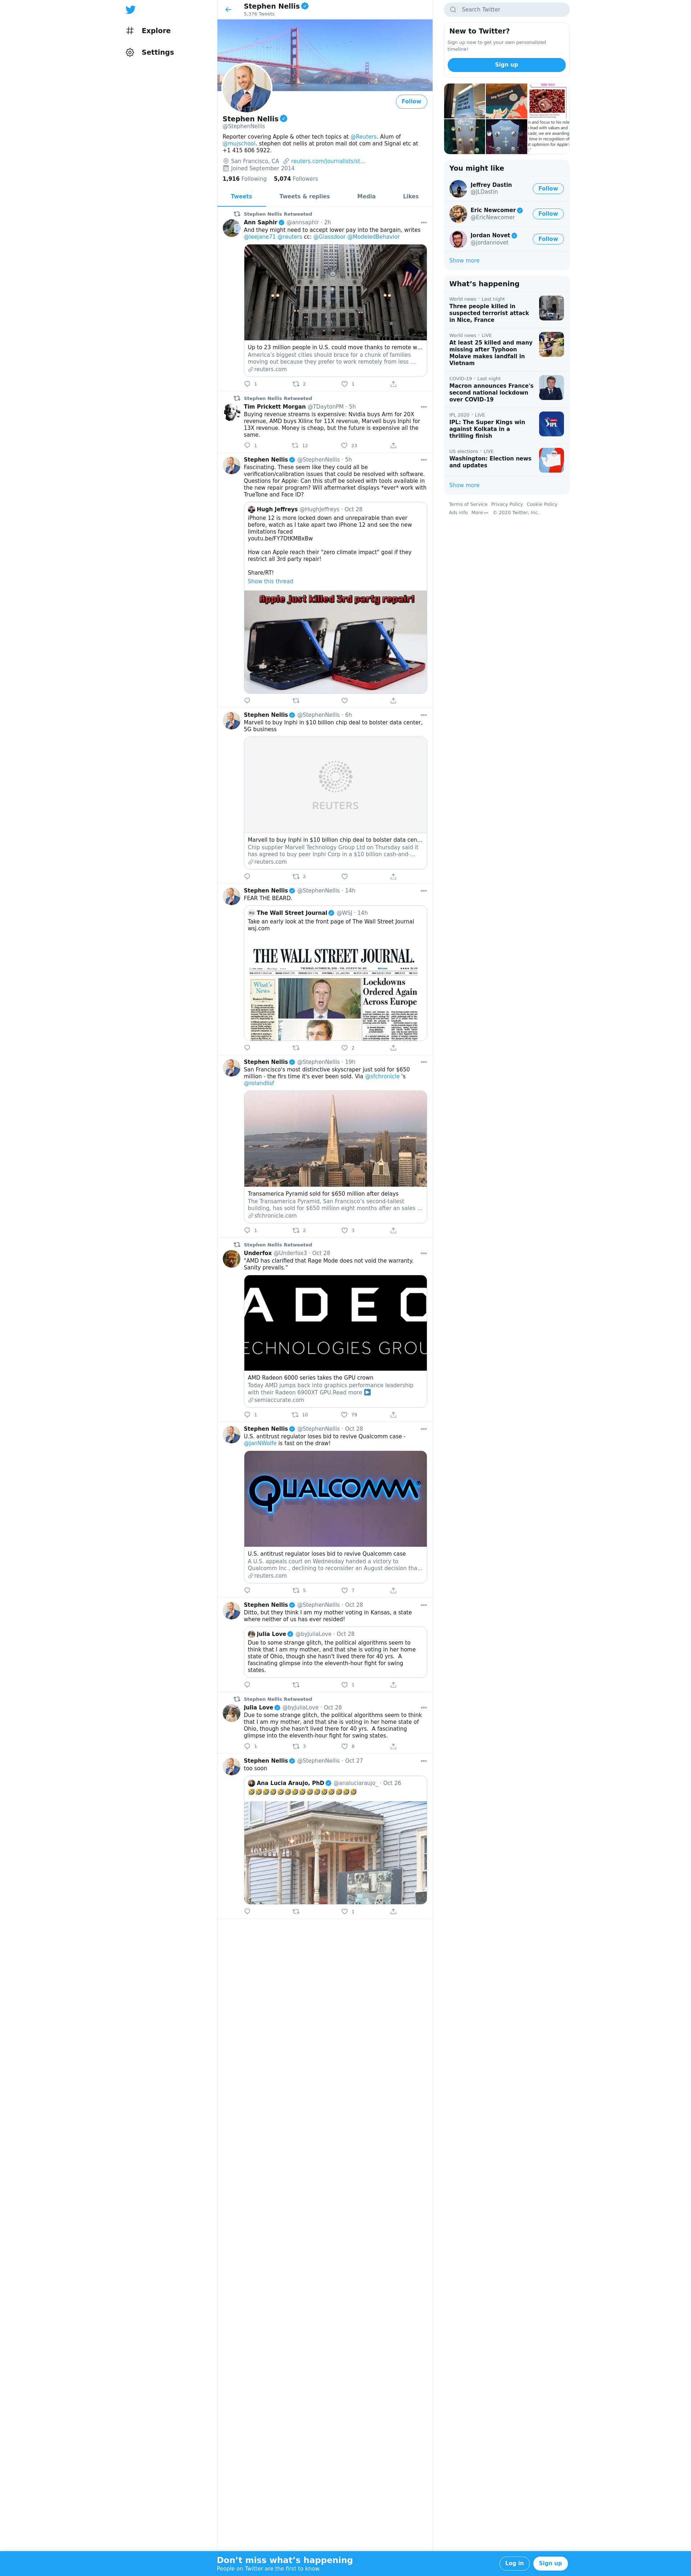 Explore
Settings
Stephen Nellis
5,376 Tweets
Follow
Stephen Nellis
@StephenNellis
Reporter covering Apple & other tech topics at @Reuters. Alum of
@mujschool. stephen dot nellis at proton mail dot com and Signal etc at
+1 415 606 5922.
San Francisco, CA reuters.com/journalists/st...
Joined September 2014
1,916 Following 5,074 Followers
Tweets Tweets & replies Media Likes
Stephen Nellis Retweeted
Ann Saphir @annsaphir · 2h
And they might need to accept lower pay into the bargain, writes
@leejane71 @reuters cc: @Glassdoor @ModeledBehavior
Up to 23 million people in U.S. could move thanks to remote w...
America's biggest cities should brace for a chunk of families
moving out because they prefer to work remotely from less ...
reuters.com
1 2 1
Stephen Nellis Retweeted
Tim Prickett Morgan @TDaytonPM · 5h
Buying revenue streams is expensive: Nvidia buys Arm for 20X
revenue, AMD buys Xilinx for 11X revenue, Marvell buys Inphi for
13X revenue. Money is cheap, but the future is expensive all the
same.
1 12 23
Stephen Nellis @StephenNellis · 5h
Fascinating. These seem like they could all be
verification/calibration issues that could be resolved with software.
Questions for Apple: Can this stuff be solved with tools available in
the new repair program? Will aftermarket displays *ever* work with
TrueTone and Face ID?
Hugh Jeffreys @HughJeffreys · Oct 28
iPhone 12 is more locked down and unrepairable than ever
before, watch as I take apart two iPhone 12 and see the new
limitations faced
youtu.be/FY7DtKMBxBw
How can Apple reach their "zero climate impact" goal if they
restrict all 3rd party repair!
Share/RT!
Show this thread
Apple just killed 3rd party repair!
Stephen Nellis @StephenNellis · 6h
Marvell to buy Inphi in $10 billion chip deal to bolster data center,
5G business
REUTERS
Marvell to buy Inphi in $10 billion chip deal to bolster data cen...
Chip supplier Marvell Technology Group Ltd on Thursday said it
has agreed to buy peer Inphi Corp in a $10 billion cash-and-...
reuters.com
2
Stephen Nellis @StephenNellis · 14h
FEAR THE BEARD.
The Wall Street Journal @WSJ · 14h
Take an early look at the front page of The Wall Street Journal
wsj.com
THE WALL STREET JOURNAL.
What's
News
Lockdowns
Ordered Again
Across Europe
2
Stephen Nellis @StephenNellis · 19h
San Francisco's most distinctive skyscraper just sold for $650
million - the firs time it's ever been sold. Via @sfchronicle 's
@rolandlisf
Transamerica Pyramid sold for $650 million after delays
The Transamerica Pyramid, San Francisco's second-tallest
building, has sold for $650 million eight months after an sales ...
sfchronicle.com
1 2 3
Stephen Nellis Retweeted
Underfox @Underfox3 · Oct 28
"AMD has clarified that Rage Mode does not void the warranty.
Sanity prevails."
ADEO
ECHNOLOGIES GROU
AMD Radeon 6000 series takes the GPU crown
Today AMD jumps back into graphics performance leadership
with their Radeon 6900XT GPU.Read more
semiaccurate.com
1 10 79
Stephen Nellis @StephenNellis · Oct 28
U.S. antitrust regulator loses bid to revive Qualcomm case -
@JanNWolfe is fast on the draw!
QUALCOMM
U.S. antitrust regulator loses bid to revive Qualcomm case
A U.S. appeals court on Wednesday handed a victory to
Qualcomm Inc , declining to reconsider an August decision tha...
reuters.com
5 7
Stephen Nellis @StephenNellis · Oct 28
Ditto, but they think I am my mother voting in Kansas, a state
where neither of us has ever resided!
Julia Love @byJuliaLove · Oct 28
Due to some strange glitch, the political algorithms seem to
think that I am my mother, and that she is voting in her home
state of Ohio, though she hasn't lived there for 40 yrs. A
fascinating glimpse into the eleventh-hour fight for swing
states.
1
Stephen Nellis Retweeted
Julia Love @byJuliaLove · Oct 28
Due to some strange glitch, the political algorithms seem to think
that I am my mother, and that she is voting in her home state of
Ohio, though she hasn't lived there for 40 yrs. A fascinating
glimpse into the eleventh-hour fight for swing states.
1 3 8
Stephen Nellis @StephenNellis · Oct 27
too soon
Ana Lucia Araujo, PhD @analuciaraujo_ · Oct 26
🤣🤣🤣🤣🤣🤣🤣🤣🤣🤣🤣🤣🤣🤣🤣
1
Search Twitter
New to Twitter?
Sign up now to get your own personalized
timeline!
Sign up
You might like
Jeffrey Dastin
@JLDastin
Follow
Eric Newcomer
@EricNewcomer
Follow
Jordan Novet
@jordannovet
Follow
Show more
What's happening
World news · Last night
Three people killed in
suspected terrorist attack
in Nice, France
World news · LIVE
At least 25 killed and many
missing after Typhoon
Molave makes landfall in
Vietnam
COVID-19 · Last night
Macron announces France's
second national lockdown
over COVID-19
IPL 2020 · LIVE
IPL: The Super Kings win
against Kolkata in a
thrilling finish
IPL
US elections · LIVE
Washington: Election news
and updates
Show more
Terms of Service Privacy Policy Cookie Policy
Ads info More © 2020 Twitter, Inc.
Don't miss what's happening
People on Twitter are the first to know.
Log in Sign up